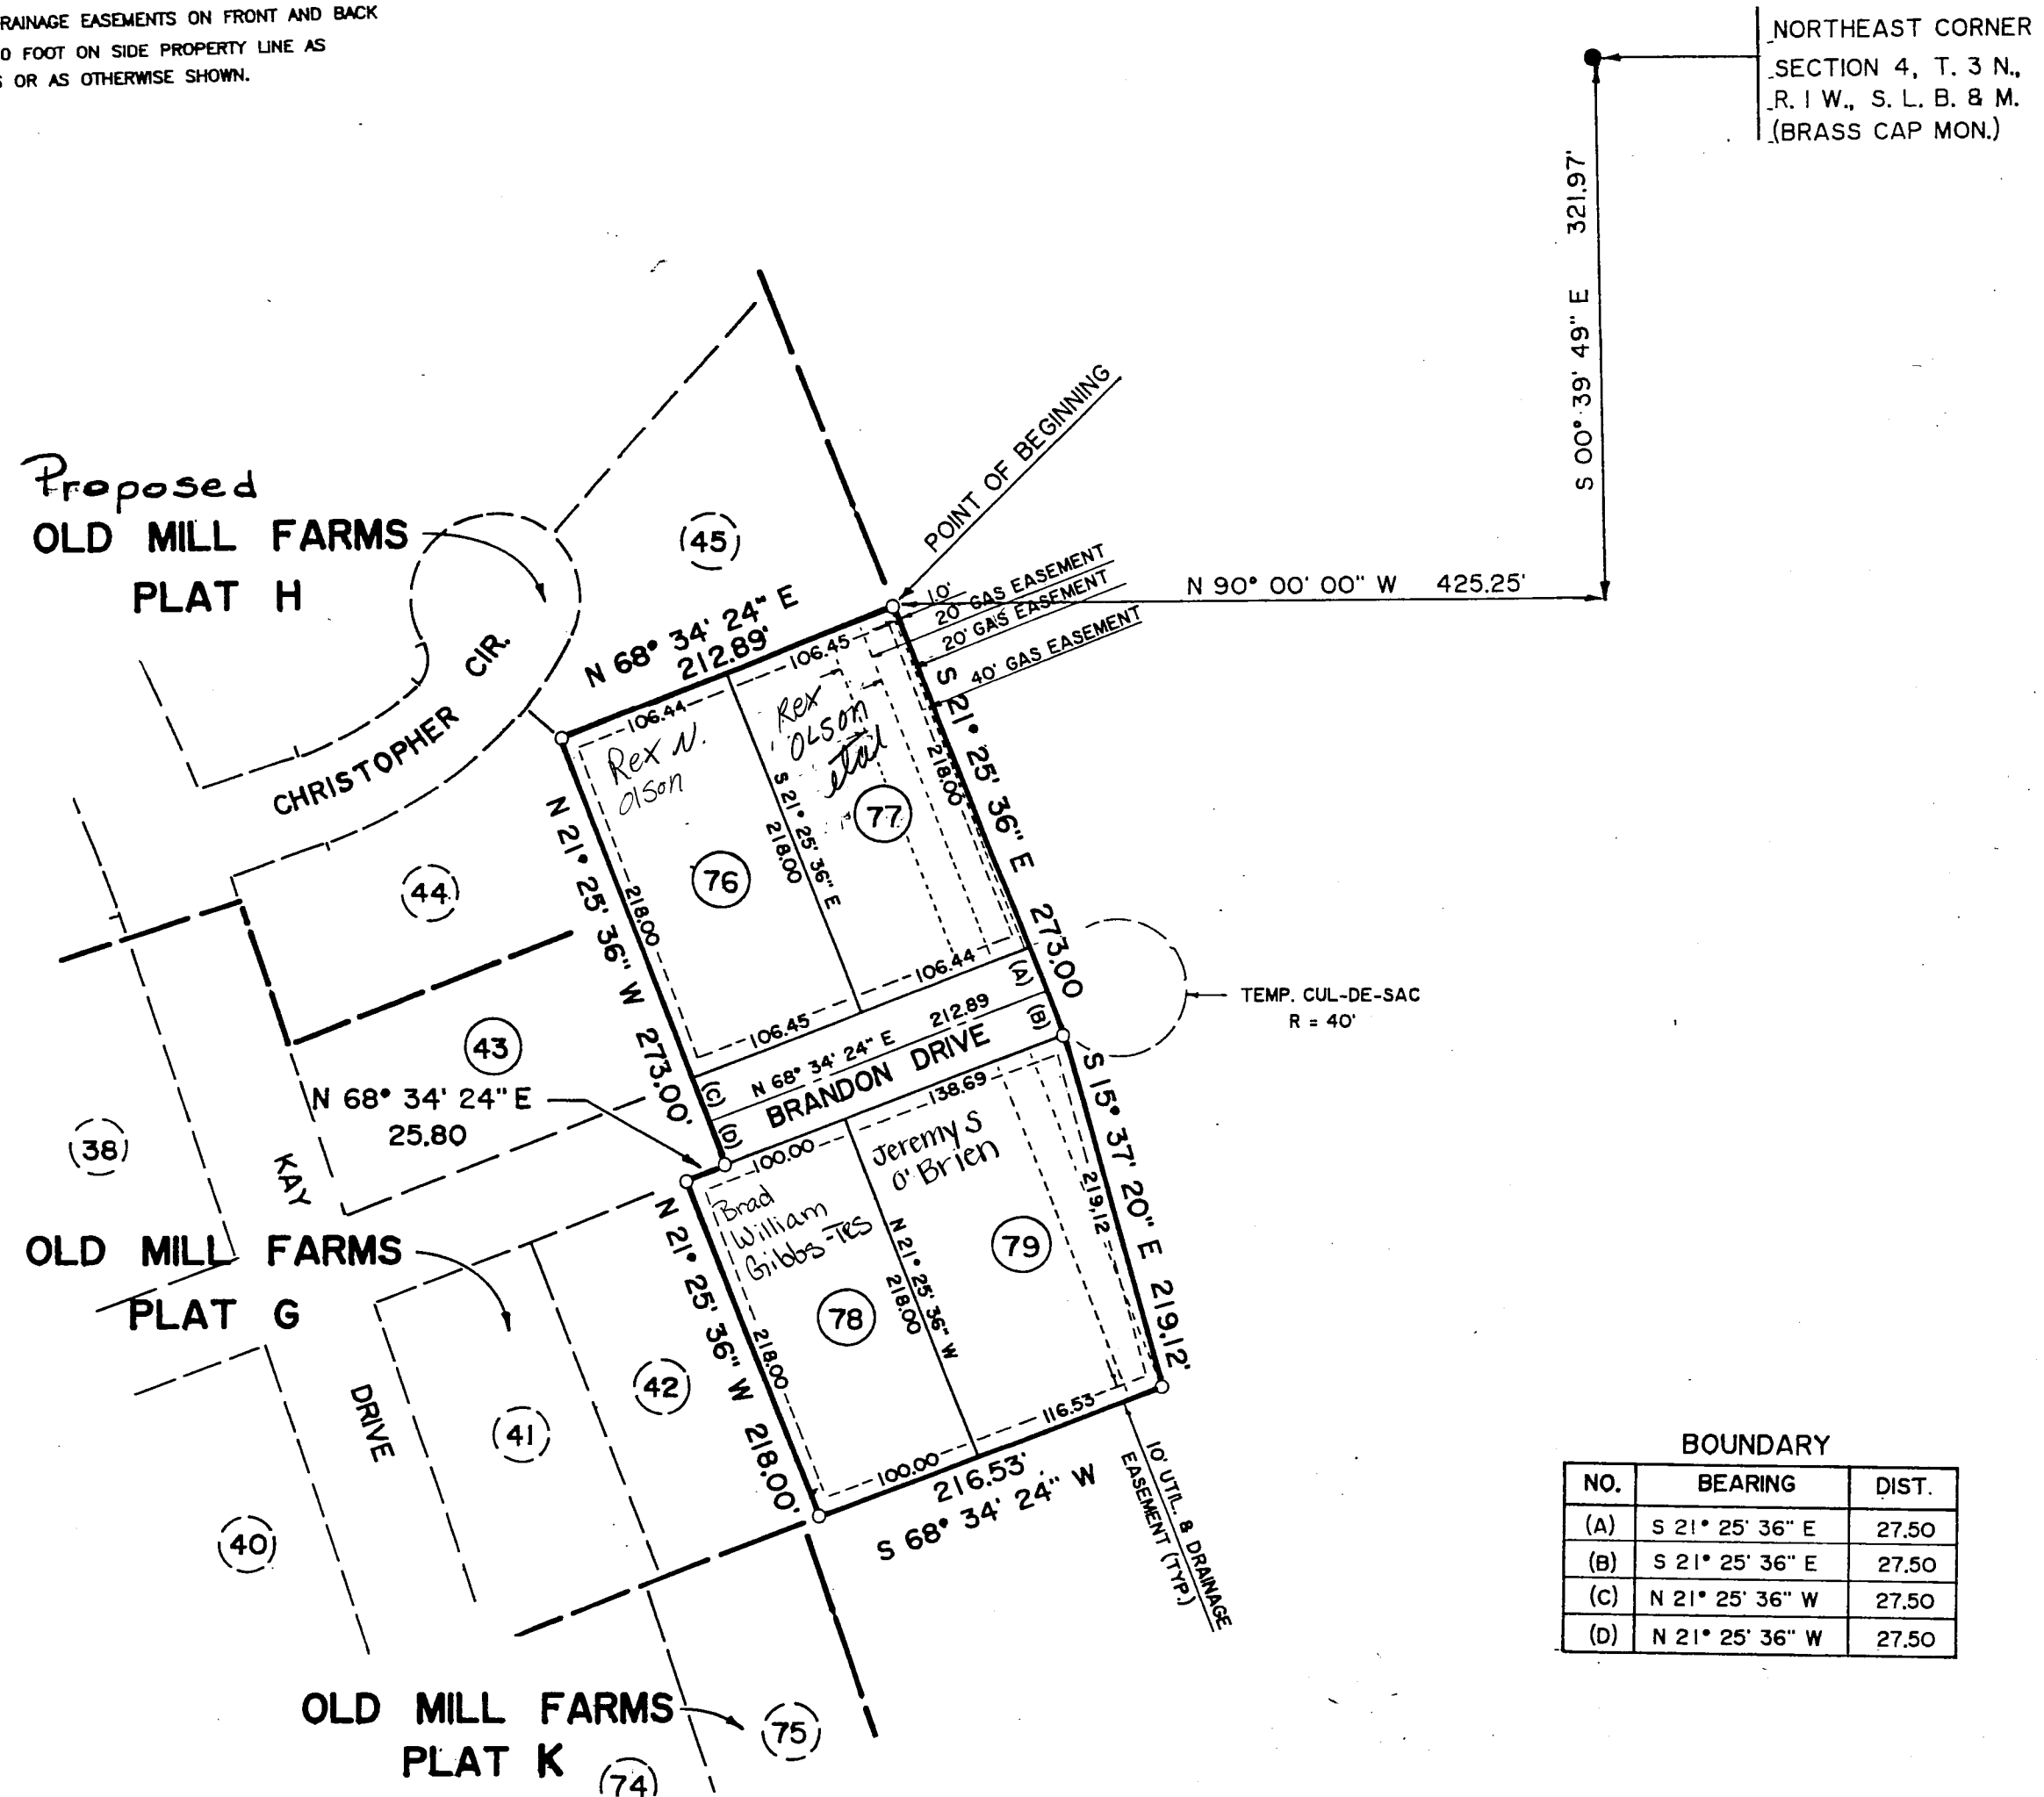 RAINAGE EASEMENTS ON FRONT AND BACK
0 FOOT ON SIDE PROPERTY LINE AS
S OR AS OTHERWISE SHOWN.
NORTHEAST CORNER
SECTION 4, T. 3 N.,
R. 1 W., S. L. B. & M.
(BRASS CAP MON.)
S 00° 39' 49" E 321.97'
N 90° 00' 00" W 425.25'
POINT OF BEGINNING
10'
20' GAS EASEMENT
20' GAS EASEMENT
40' GAS EASEMENT
Proposed
OLD MILL FARMS
PLAT H
CHRISTOPHER CIR.
45
44
43
N 68° 34' 24" E
212.89'
106.44
106.45
Rex N.
Olson
Rex
Olson
etal
76
77
S 21° 25' 36" E
218.00
218.00
218.00
S 21° 25' 36" E 273.00
N 21° 25' 36" W 273.00'
106.45
106.44
(A)
(B)
(C)
(D)
N 68° 34' 24" E 212.89
BRANDON DRIVE
TEMP. CUL-DE-SAC
R = 40'
N 68° 34' 24" E
25.80
38
KAY
DRIVE
100.00
138.69
Brad
William
Gibbs-Tes
Jeremy S
O'Brien
78
79
N 21° 25' 36" W
218.00
218.00
219.12
S 15° 37' 20" E 219.12'
N 21° 25' 36" W 218.00'
100.00
116.53
216.53'
S 68° 34' 24" W
10' UTIL. & DRAINAGE
EASEMENT (TYP.)
OLD MILL FARMS
PLAT G
42
41
40
OLD MILL FARMS
PLAT K
75
74
BOUNDARY
NO. BEARING DIST.
(A) S 21° 25' 36" E 27.50
(B) S 21° 25' 36" E 27.50
(C) N 21° 25' 36" W 27.50
(D) N 21° 25' 36" W 27.50